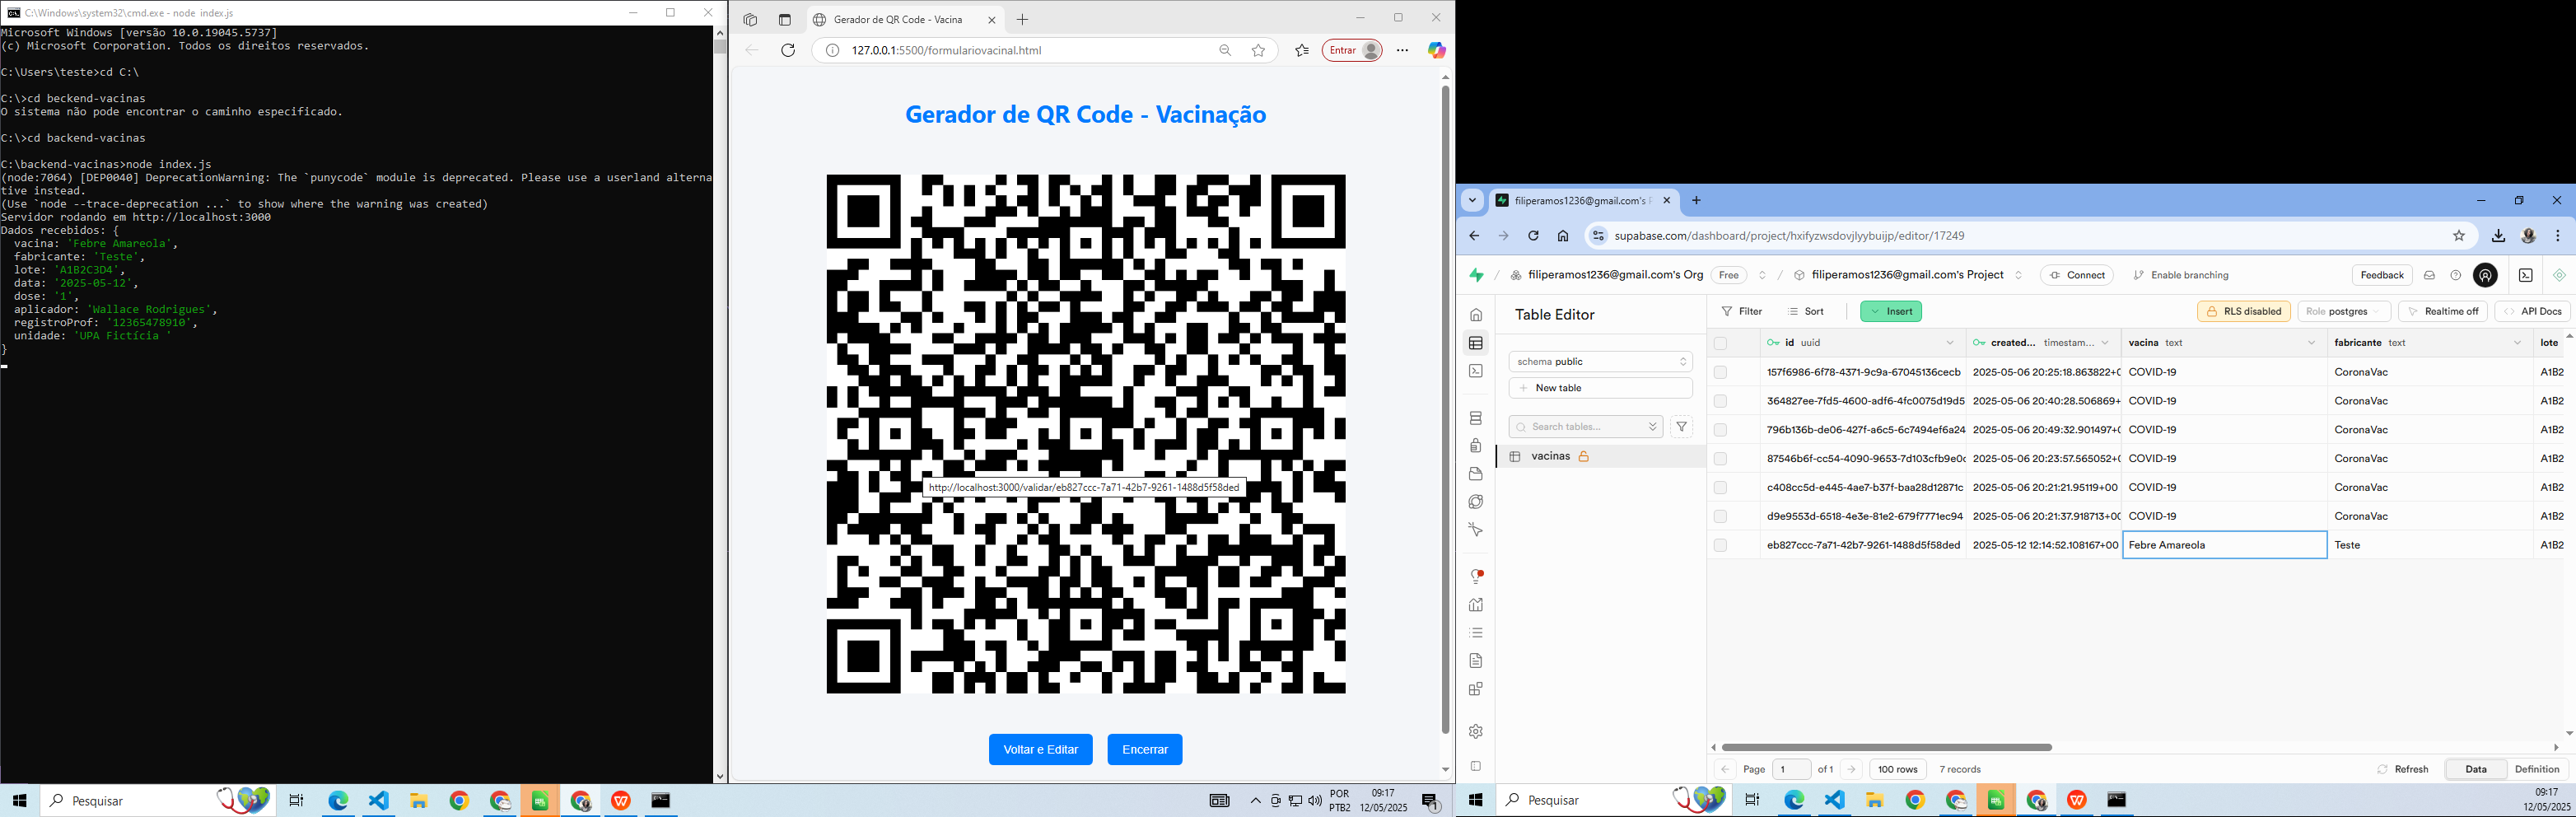 C:\Windows\system32\cmd.exe - node index.js
Microsoft Windows [versão 10.0.19045.5737]
(c) Microsoft Corporation. Todos os direitos reservados.
C:\Users\teste>cd C:\
C:\>cd beckend-vacinas
O sistema não pode encontrar o caminho especificado.
C:\>cd backend-vacinas
C:\backend-vacinas>node index.js
(node:7064) [DEP0040] DeprecationWarning: The `punycode` module is deprecated. Please use a userland alterna
tive instead.
(Use `node --trace-deprecation ...` to show where the warning was created)
Servidor rodando em http://localhost:3000
Dados recebidos: {
vacina: 'Febre Amareola',
fabricante: 'Teste',
lote: 'A1B2C3D4',
data: '2025-05-12',
dose: '1',
aplicador: 'Wallace Rodrigues',
registroProf: '12365478910',
unidade: 'UPA Fictícia '
}
Gerador de QR Code - Vacina
127.0.0.1:5500/formulariovacinal.html
Entrar
Gerador de QR Code - Vacinação
http://localhost:3000/validar/eb827ccc-7a71-42b7-9261-1488d5f58ded
Voltar e Editar
Encerrar
filiperamos1236@gmail.com's
supabase.com/dashboard/project/hxifyzwsdovjlyybuijp/editor/17249
/ filiperamos1236@gmail.com's Org Free / filiperamos1236@gmail.com's Project Connect Enable branching Feedback
Table Editor
schema public
New table
Search tables...
vacinas
Filter Sort Insert RLS disabled Role postgres Realtime off API Docs
id uuid created... timestam... vacina text fabricante text lote
157f6986-6f78-4371-9c9a-67045136cecb 2025-05-06 20:25:18.863822+0 COVID-19 CoronaVac A1B2
364827ee-7fd5-4600-adf6-4fc0075d19d5 2025-05-06 20:40:28.506869+ COVID-19 CoronaVac A1B2
796b136b-de06-427f-a6c5-6c7494ef6a24 2025-05-06 20:49:32.901497+0 COVID-19 CoronaVac A1B2
87546b6f-cc54-4090-9653-7d103cfb9e0c 2025-05-06 20:23:57.565052+0 COVID-19 CoronaVac A1B2
c408cc5d-e445-4ae7-b37f-baa28d12871c 2025-05-06 20:21:21.95119+00 COVID-19 CoronaVac A1B2
d9e9553d-6518-4e3e-81e2-679f7771ec94 2025-05-06 20:21:37.918713+00 COVID-19 CoronaVac A1B2
eb827ccc-7a71-42b7-9261-1488d5f58ded 2025-05-12 12:14:52.108167+00 Febre Amareola Teste A1B2
Page 1 of 1 100 rows 7 records Refresh Data Definition
Pesquisar
POR
PTB2
09:17
12/05/2025
1
Pesquisar
09:17
12/05/2025